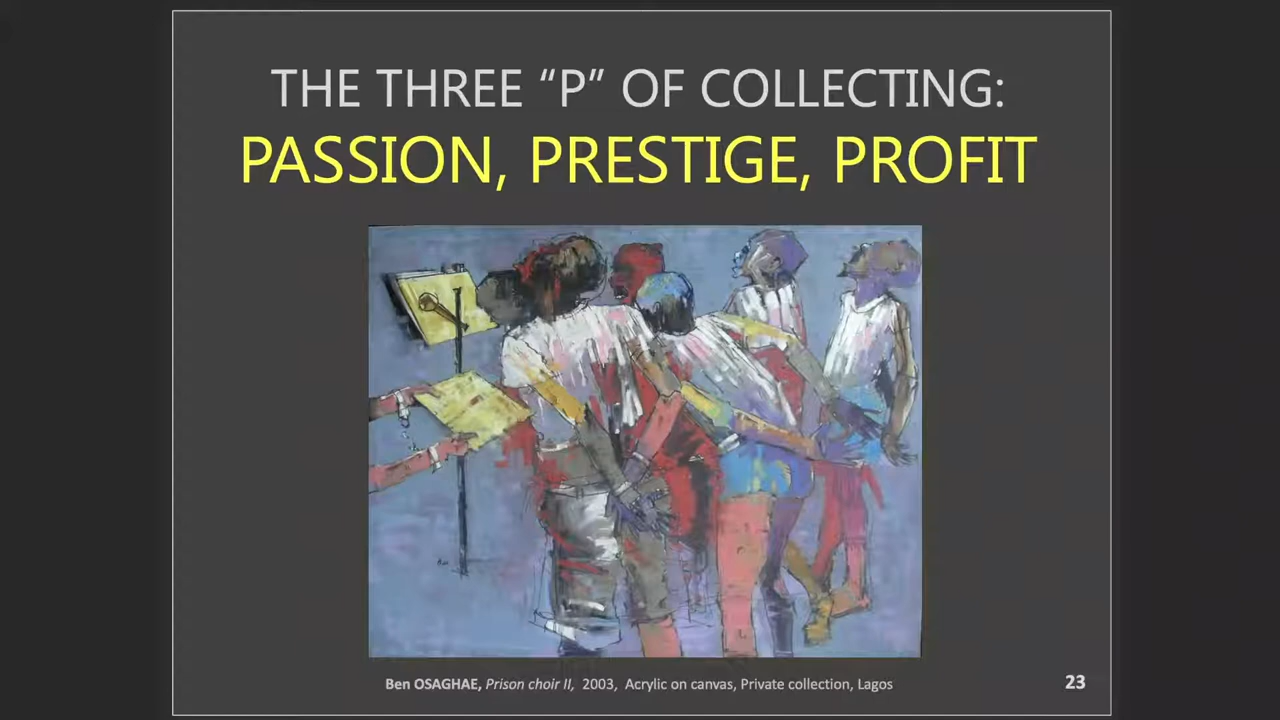 THE THREE “P” OF COLLECTING:
PASSION, PRESTIGE, PROFIT
Ben OSAGHAE, Prison choir II, 2003, Acrylic on canvas, Private collection, Lagos
23